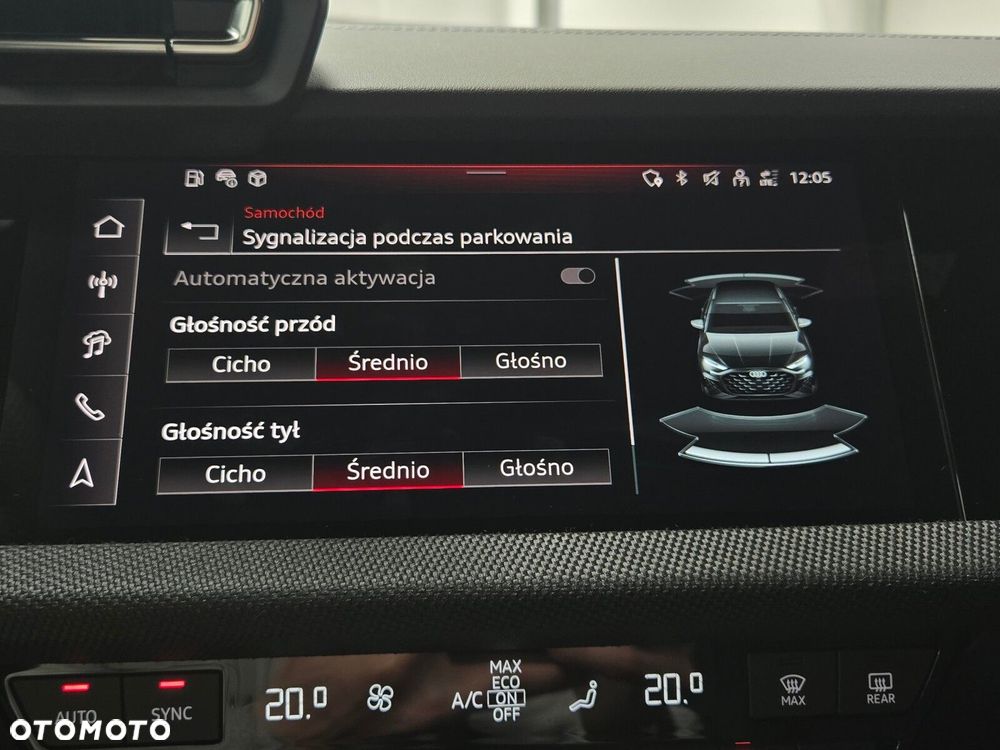 12:05
Samochód
Sygnalizacja podczas parkowania
Automatyczna aktywacja
Głośność przód
Cicho Średnio Głośno
Głośność tył
Cicho Średnio Głośno
MAX
ECO
A/C ON
OFF
20.0 20.0
AUTO SYNC
MAX REAR
OTOMOTO